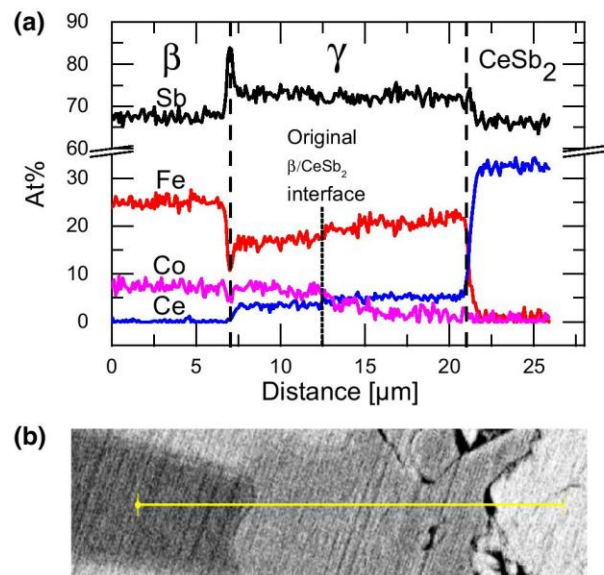 (a)
90
80
70
60
30
20
10
0
At%
β
γ
CeSb₂
Sb
Original
β/CeSb₂
interface
Fe
Co
Ce
0 5 10 15 20 25
Distance [μm]
(b)